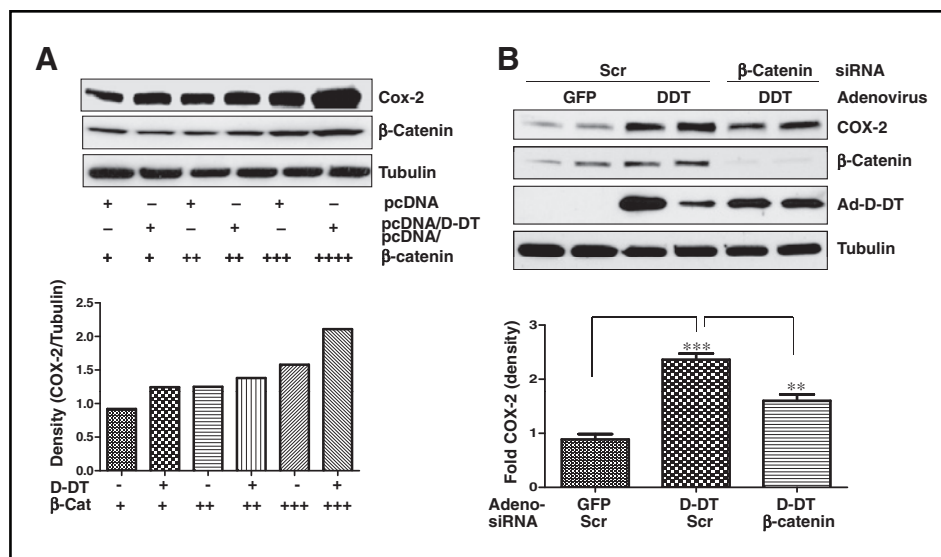 A
Cox-2
β-Catenin
Tubulin
+ – + – + – pcDNA
– + – + – + pcDNA/D-DT
pcDNA/
+ + ++ ++ +++ ++++ β-catenin
Density (COX-2/Tubulin)
2.5
2.0
1.5
1.0
0.5
0.0
D-DT - + - + - +
β-Cat + + ++ ++ +++ +++
B
Scr β-Catenin siRNA
GFP DDT DDT Adenovirus
COX-2
β-Catenin
Ad-D-DT
Tubulin
Fold COX-2 (density)
3
2
1
0
***
**
Adeno- GFP D-DT D-DT
siRNA Scr Scr β-catenin